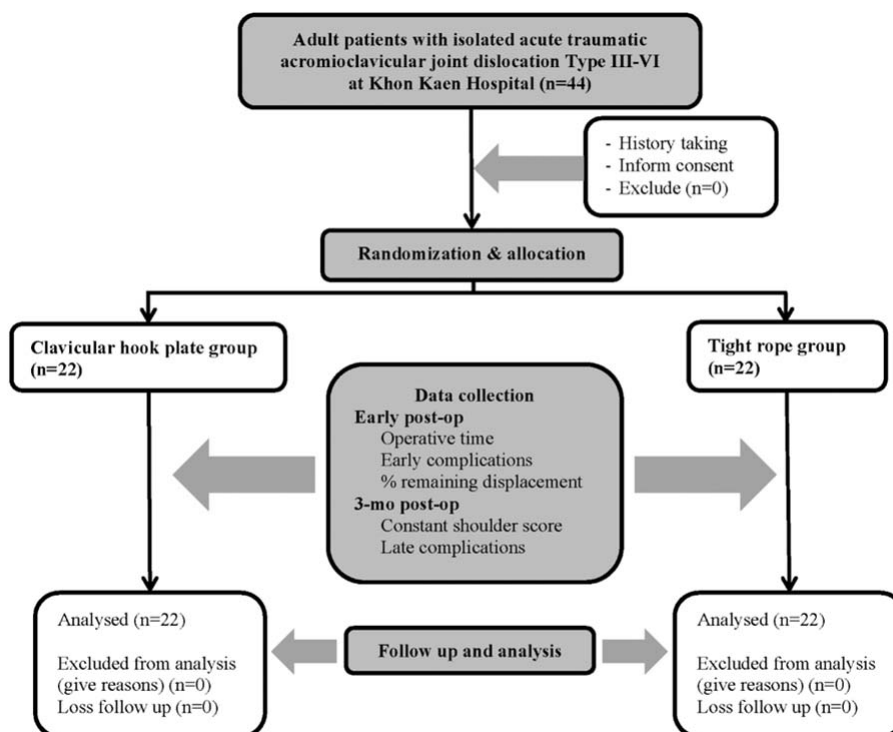 Adult patients with isolated acute traumatic
acromioclavicular joint dislocation Type III-VI
at Khon Kaen Hospital (n=44)
- History taking
- Inform consent
- Exclude (n=0)
Randomization & allocation
Clavicular hook plate group
(n=22)
Tight rope group
(n=22)
Data collection
Early post-op
Operative time
Early complications
% remaining displacement
3-mo post-op
Constant shoulder score
Late complications
Analysed (n=22)
Excluded from analysis
(give reasons) (n=0)
Loss follow up (n=0)
Follow up and analysis
Analysed (n=22)
Excluded from analysis
(give reasons) (n=0)
Loss follow up (n=0)